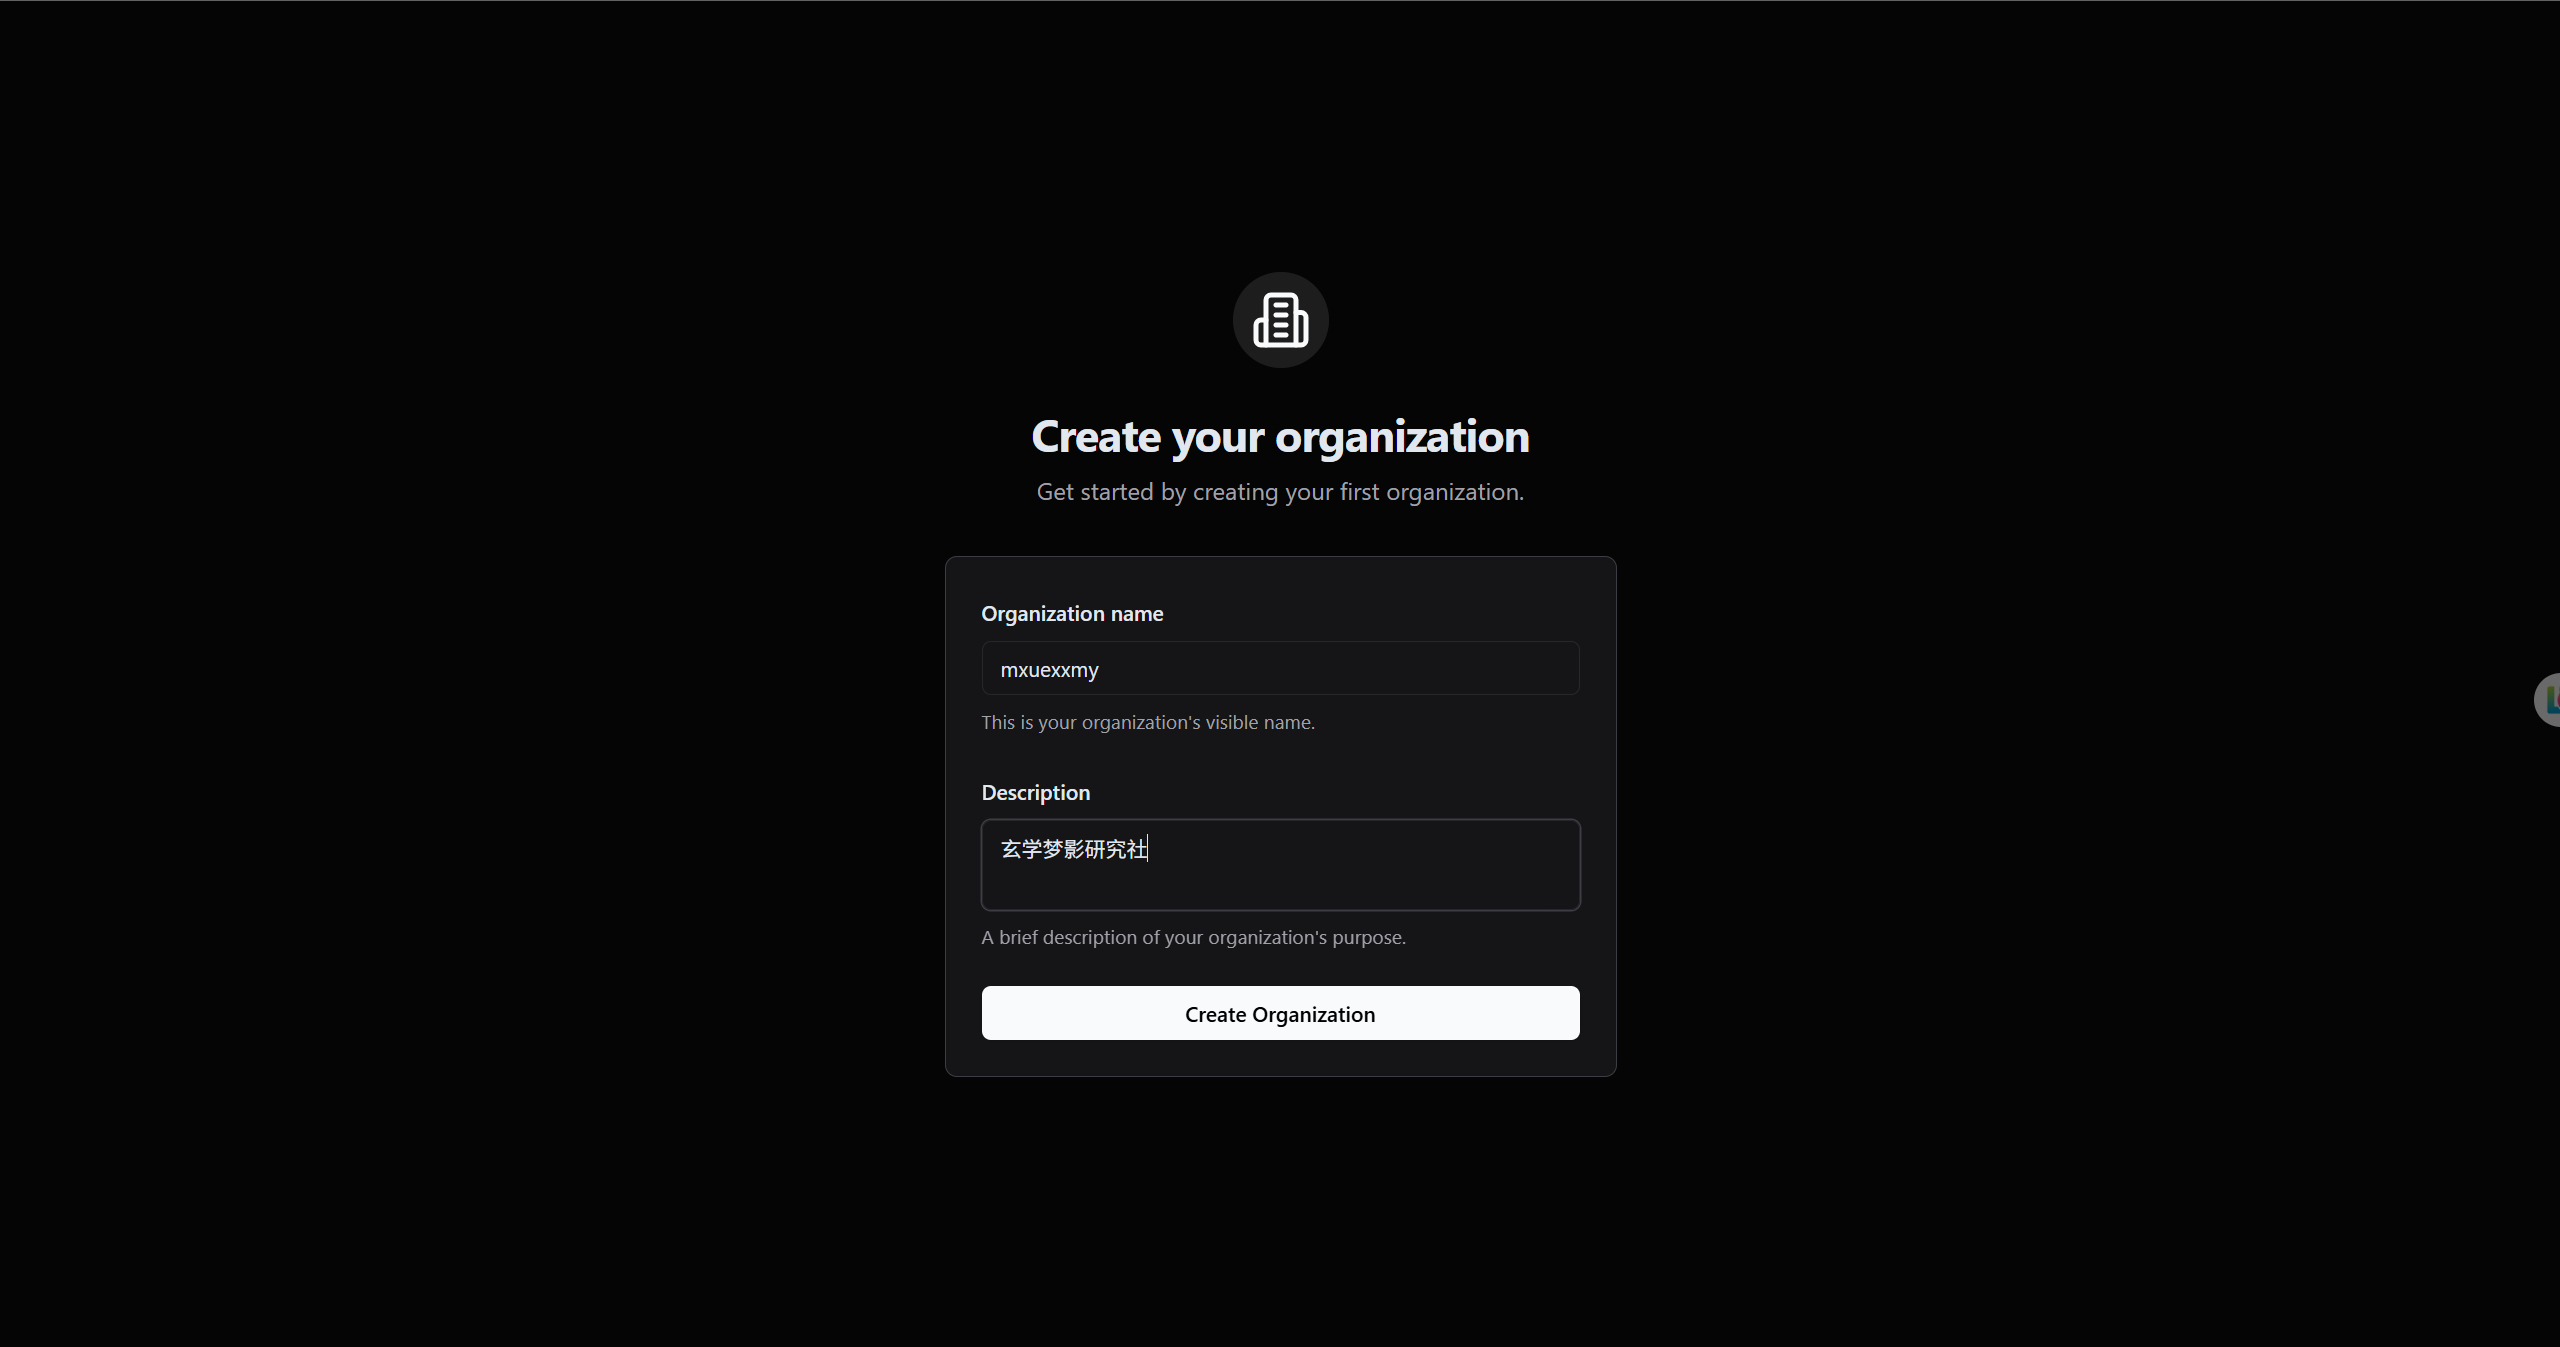 Create your organization
Get started by creating your first organization.
Organization name
mxuexxmy
This is your organization's visible name.
Description
玄学梦影研究社
A brief description of your organization's purpose.
Create Organization